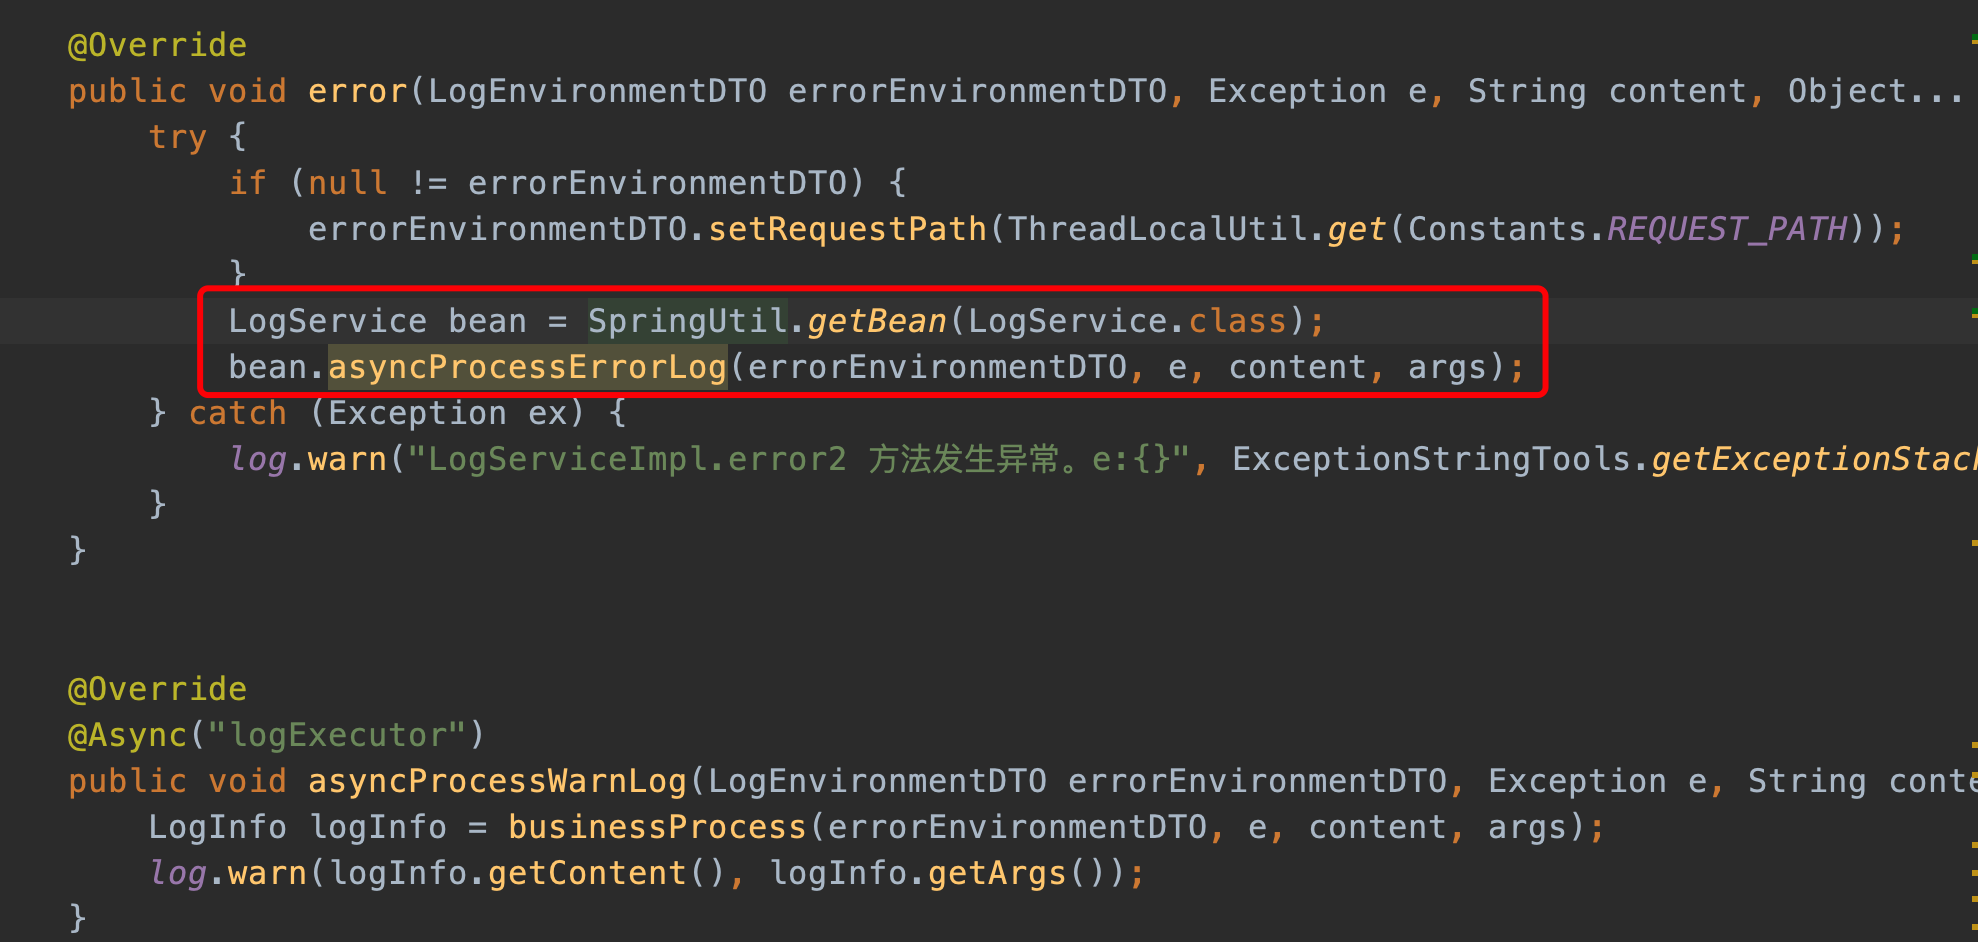 @Override
public void error(LogEnvironmentDTO errorEnvironmentDTO, Exception e, String content, Object...
try {
if (null != errorEnvironmentDTO) {
errorEnvironmentDTO.setRequestPath(ThreadLocalUtil.get(Constants.REQUEST_PATH));
}
LogService bean = SpringUtil.getBean(LogService.class);
bean.asyncProcessErrorLog(errorEnvironmentDTO, e, content, args);
} catch (Exception ex) {
log.warn("LogServiceImpl.error2 方法发生异常。e:{}", ExceptionStringTools.getExceptionStack
}
}
@Override
@Async("logExecutor")
public void asyncProcessWarnLog(LogEnvironmentDTO errorEnvironmentDTO, Exception e, String conte
LogInfo logInfo = businessProcess(errorEnvironmentDTO, e, content, args);
log.warn(logInfo.getContent(), logInfo.getArgs());
}